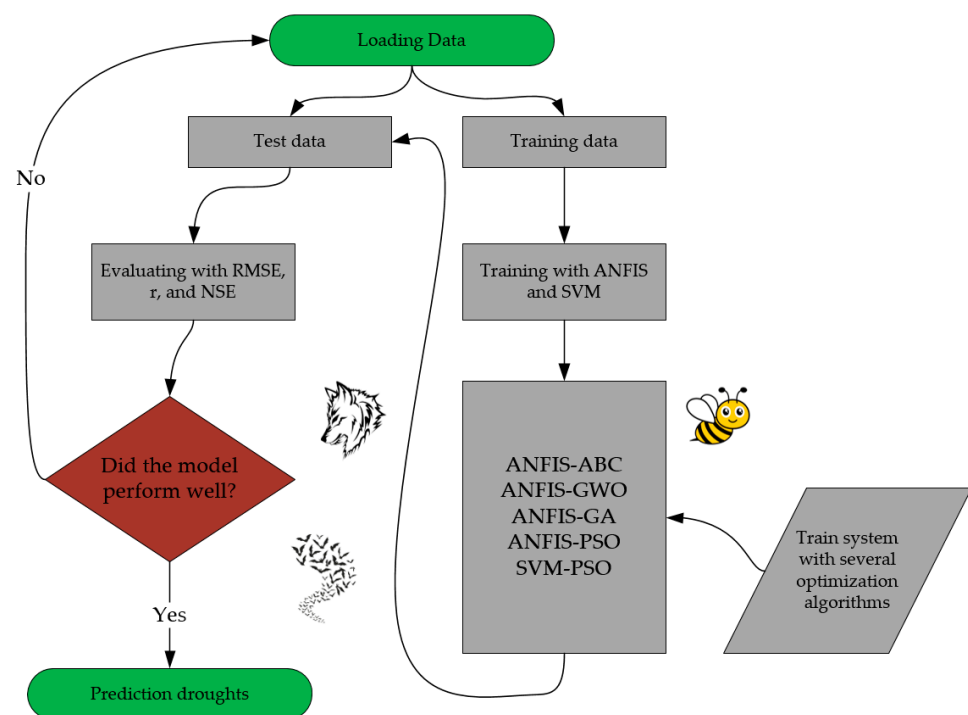 Loading Data
Test data
Training data
No
Evaluating with RMSE,
r, and NSE
Training with ANFIS
and SVM
Did the model
perform well?
ANFIS-ABC
ANFIS-GWO
ANFIS-GA
ANFIS-PSO
SVM-PSO
Train system
with several
optimization
algorithms
Yes
Prediction droughts